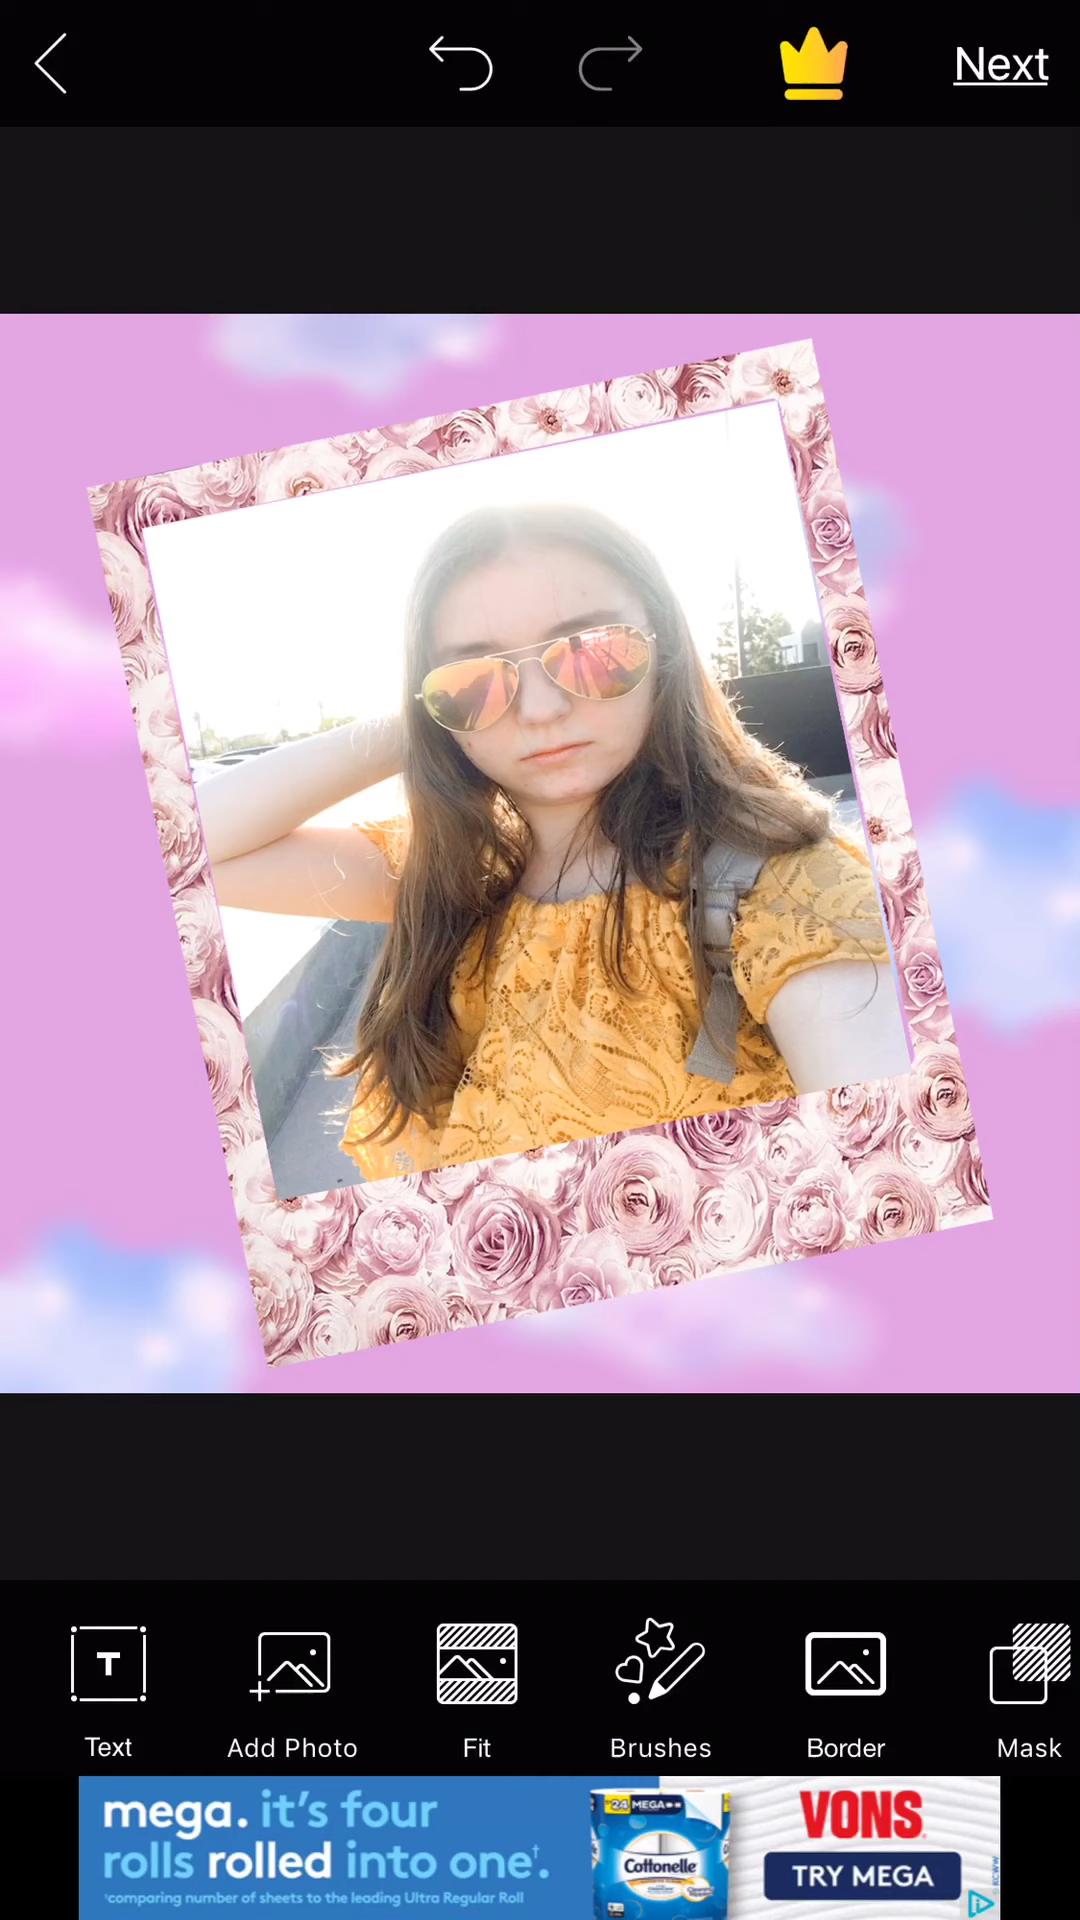 Next
T
Text
Add Photo
Fit
Brushes
Border
Mask
mega. it's four
rolls rolled into one†.
†comparing number of sheets to the leading Ultra Regular Roll
24 MEGA
Cottonelle
VONS
TRY MEGA